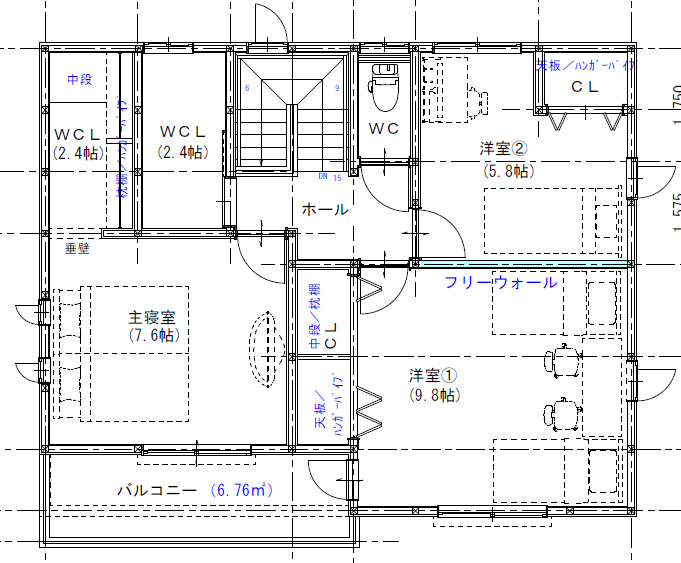 中段
ＷＣＬ
(2.4帖)
枕棚／ﾊﾝｶﾞｰﾊﾟｲﾌﾟ
垂壁
ＷＣＬ
(2.4帖)
6
9
DN 15
ホール
ＷＣ
天板／ﾊﾝｶﾞｰﾊﾟｲﾌﾟ
ＣＬ
洋室②
(5.8帖)
1,750
1,575
フリーウォール
主寝室
(7.6帖)
中段／枕棚
ＣＬ
天板／
ﾊﾝｶﾞｰﾊﾟｲﾌﾟ
洋室①
(9.8帖)
バルコニー (6.76㎡)